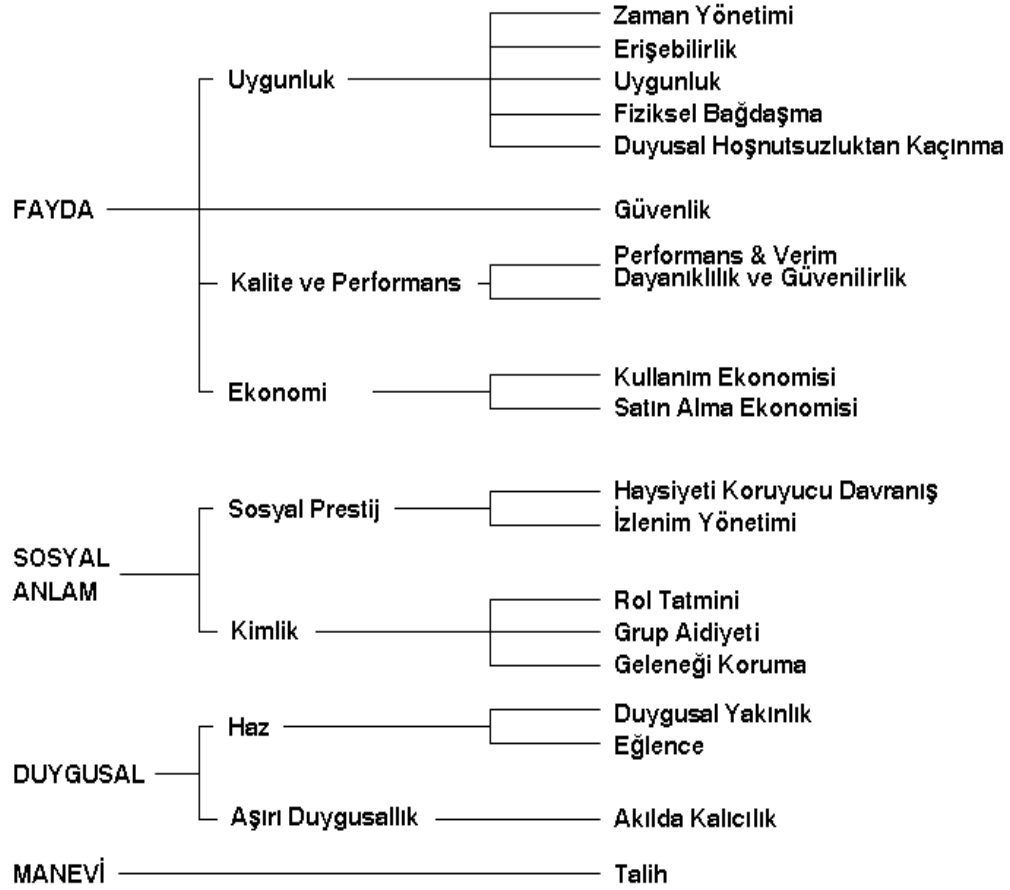 Zaman Yönetimi
Erişebilirlik
Uygunluk
Uygunluk
Fiziksel Bağdaşma
Duyusal Hoşnutsuzluktan Kaçınma
FAYDA
Güvenlik
Kalite ve Performans
Performans & Verim
Dayanıklılık ve Güvenilirlik
Ekonomi
Kullanım Ekonomisi
Satın Alma Ekonomisi
SOSYAL
ANLAM
Sosyal Prestij
Haysiyeti Koruyucu Davranış
İzlenim Yönetimi
Kimlik
Rol Tatmini
Grup Aidiyeti
Geleneği Koruma
DUYGUSAL
Haz
Duygusal Yakınlık
Eğlence
Aşırı Duygusallık
Akılda Kalıcılık
MANEVİ
Talih